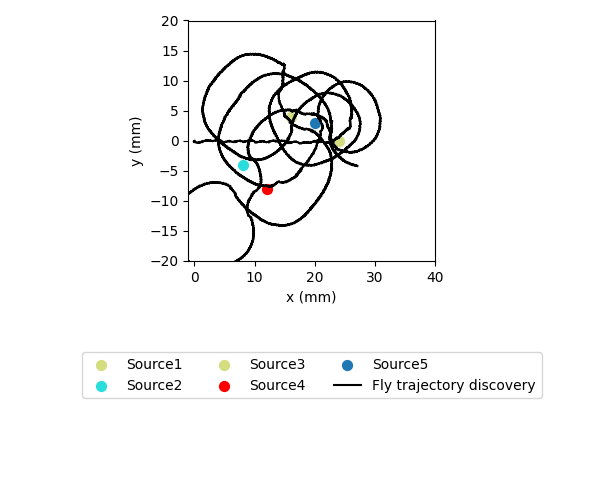 20
15
10
5
0
−5
−10
−15
−20
y (mm)
0 10 20 30 40
x (mm)
Source1 Source3 Source5
Source2 Source4 Fly trajectory discovery